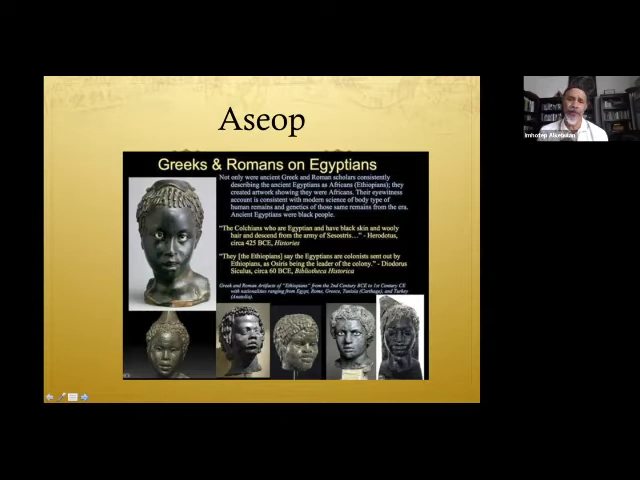 Aseop
Greeks & Romans on Egyptians
Not only were ancient Greek and Roman scholars consistently
describing the ancient Egyptians as Africans (Ethiopians); they
created artwork showing they were Africans. Their eyewitness
account is consistent with modern science of body type of
human remains and genetics of those same remains from the era.
Ancient Egyptians were black people.
"The Colchians who are Egyptian and have black skin and wooly
hair and descend from the army of Sesostris…" - Herodotus,
circa 425 BCE, Histories
"They [the Ethiopians] say the Egyptians are colonists sent out by
Ethiopians, as Osiris being the leader of the colony." - Diodorus
Siculus, circa 60 BCE, Bibliotheca Historica
Greek and Roman Artifacts of "Ethiopians" from the 2nd Century BCE to 1st Century CE
with nationalities ranging from Egypt, Rome, Greece, Tunisia (Carthage), and Turkey
(Anatolia).
Imhotep Alkebulan